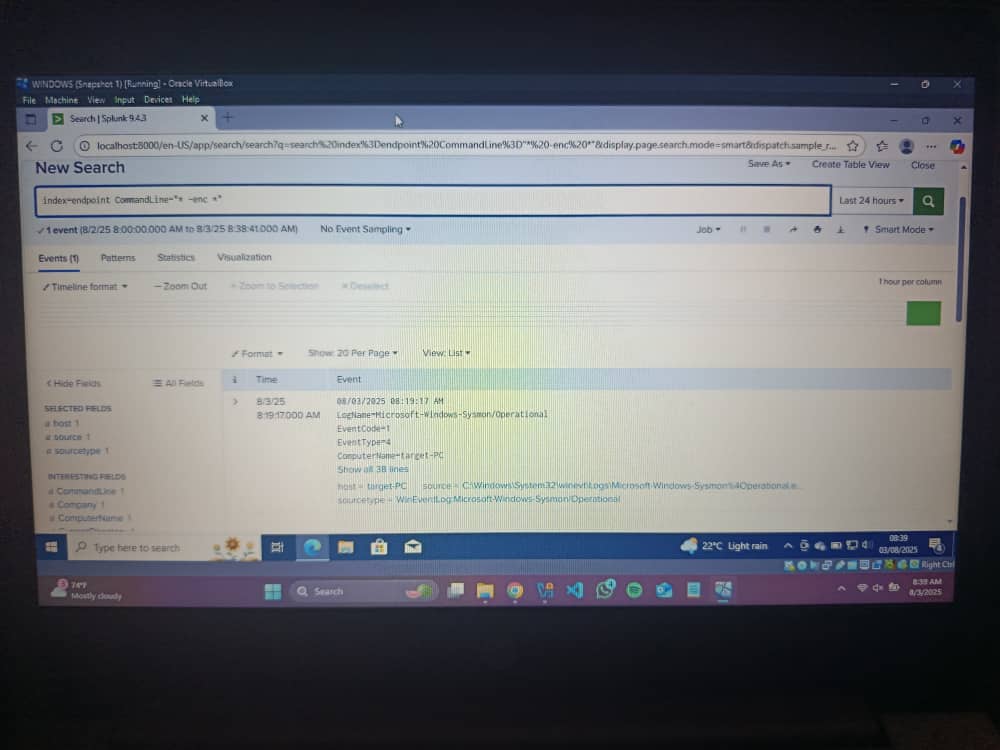 WINDOWS (Snapshot 1) [Running] - Oracle VirtualBox
File Machine View Input Devices Help
Search | Splunk 9.4.3
localhost:8000/en-US/app/search/search?q=search%20index%3Dendpoint%20CommandLine%3D"*%20-enc%20*"&display.page.search.mode=smart&dispatch.sample_r...
New Search
Save As Create Table View Close
index=endpoint CommandLine="* -enc *"
Last 24 hours
✓ 1 event (8/2/25 8:00:00.000 AM to 8/3/25 8:38:41.000 AM) No Event Sampling
Job Smart Mode
Events (1) Patterns Statistics Visualization
Timeline format — Zoom Out + Zoom to Selection × Deselect
1 hour per column
Format Show: 20 Per Page View: List
< Hide Fields All Fields
i Time Event
SELECTED FIELDS
a host 1
a source 1
a sourcetype 1
INTERESTING FIELDS
a CommandLine 1
a Company 1
a ComputerName 1
> 8/3/25
8:19:17.000 AM
08/03/2025 08:19:17 AM
LogName=Microsoft-Windows-Sysmon/Operational
EventCode=1
EventType=4
ComputerName=target-PC
Show all 38 lines
host = target-PC source = C:\Windows\System32\winevt\Logs\Microsoft-Windows-Sysmon%4Operational.e...
sourcetype = WinEventLog:Microsoft-Windows-Sysmon/Operational
Type here to search
22°C Light rain
08:39
03/08/2025
4
Right Ctrl
3
74°F
Mostly cloudy
Search
4
8:39 AM
8/3/2025